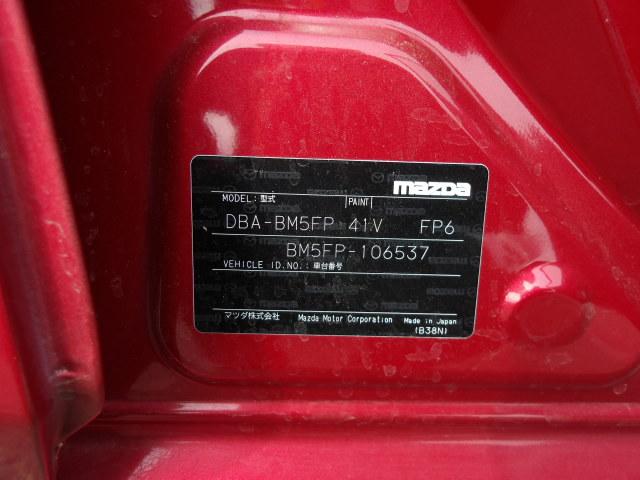 mazda
MODEL: 型式 PAINT
DBA-BM5FP 41V FP6
BM5FP-106537
VEHICLE ID.NO.: 車台番号
マツダ株式会社 Mazda Motor Corporation Made in Japan
(B38N)